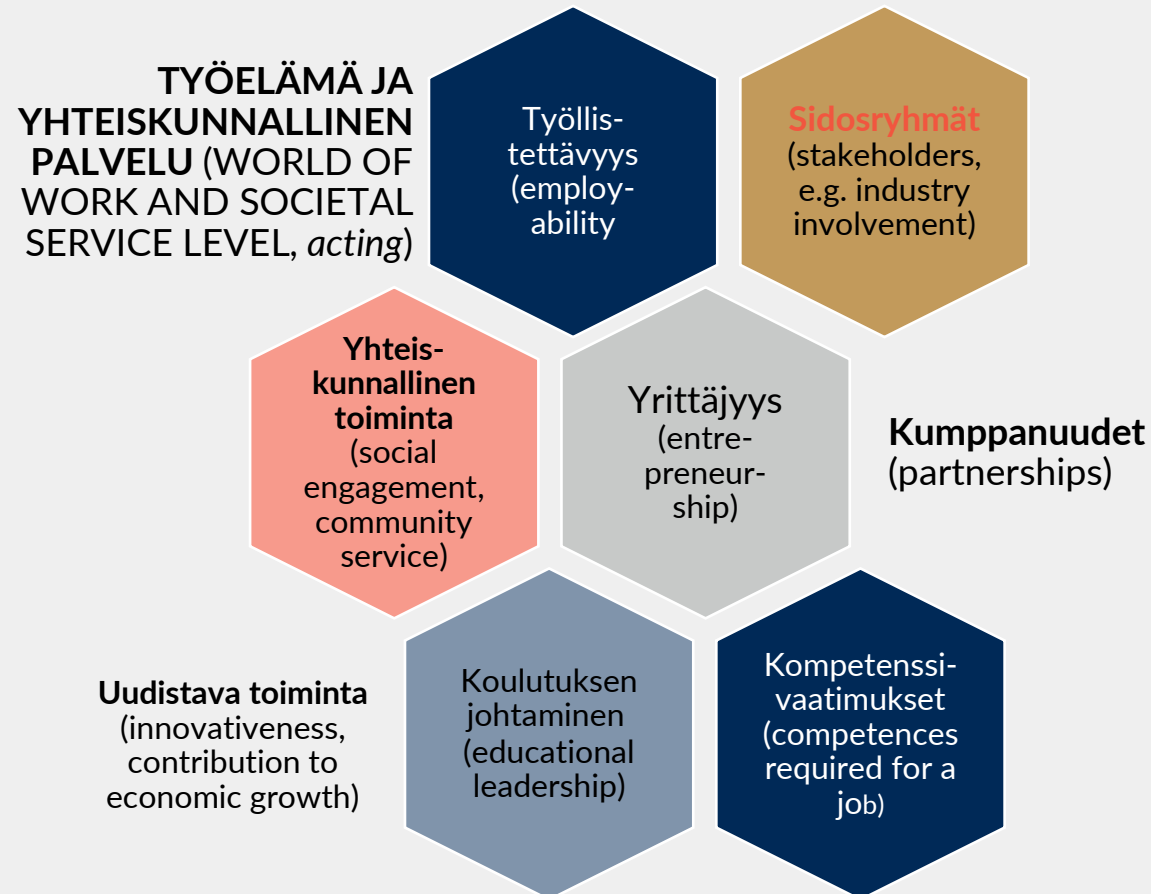 TYÖELÄMÄ JA
YHTEISKUNNALLINEN
PALVELU (WORLD OF
WORK AND SOCIETAL
SERVICE LEVEL, acting)
Työllis-
tettävyys
(employ-
ability
Sidosryhmät
(stakeholders,
e.g. industry
involvement)
Yhteis-
kunnallinen
toiminta
(social
engagement,
community
service)
Yrittäjyys
(entre-
preneur-
ship)
Kumppanuudet
(partnerships)
Uudistava toiminta
(innovativeness,
contribution to
economic growth)
Koulutuksen
johtaminen
(educational
leadership)
Kompetenssi-
vaatimukset
(competences
required for a
job)